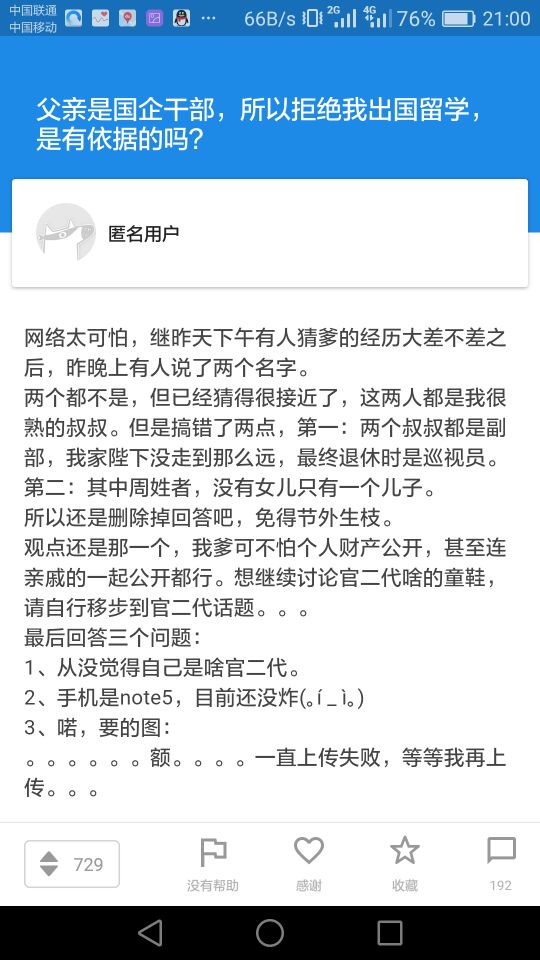 中国联通
中国移动
66B/s 2G 4G 76% 21:00
父亲是国企干部，所以拒绝我出国留学，
是有依据的吗？
匿名用户
网络太可怕，继昨天下午有人猜爹的经历大差不差之
后，昨晚上有人说了两个名字。
两个都不是，但已经猜得很接近了，这两人都是我很
熟的叔叔。但是搞错了两点，第一：两个叔叔都是副
部，我家陛下没走到那么远，最终退休时是巡视员。
第二：其中周姓者，没有女儿只有一个儿子。
所以还是删除掉回答吧，免得节外生枝。
观点还是那一个，我爹可不怕个人财产公开，甚至连
亲戚的一起公开都行。想继续讨论官二代啥的童鞋，
请自行移步到官二代话题。。。
最后回答三个问题：
1、从没觉得自己是啥官二代。
2、手机是note5，目前还没炸(｡í _ ì｡)
3、喏，要的图：
。。。。。。额。。。。一直上传失败，等等我再上
传。。。
729
没有帮助
感谢
收藏
192